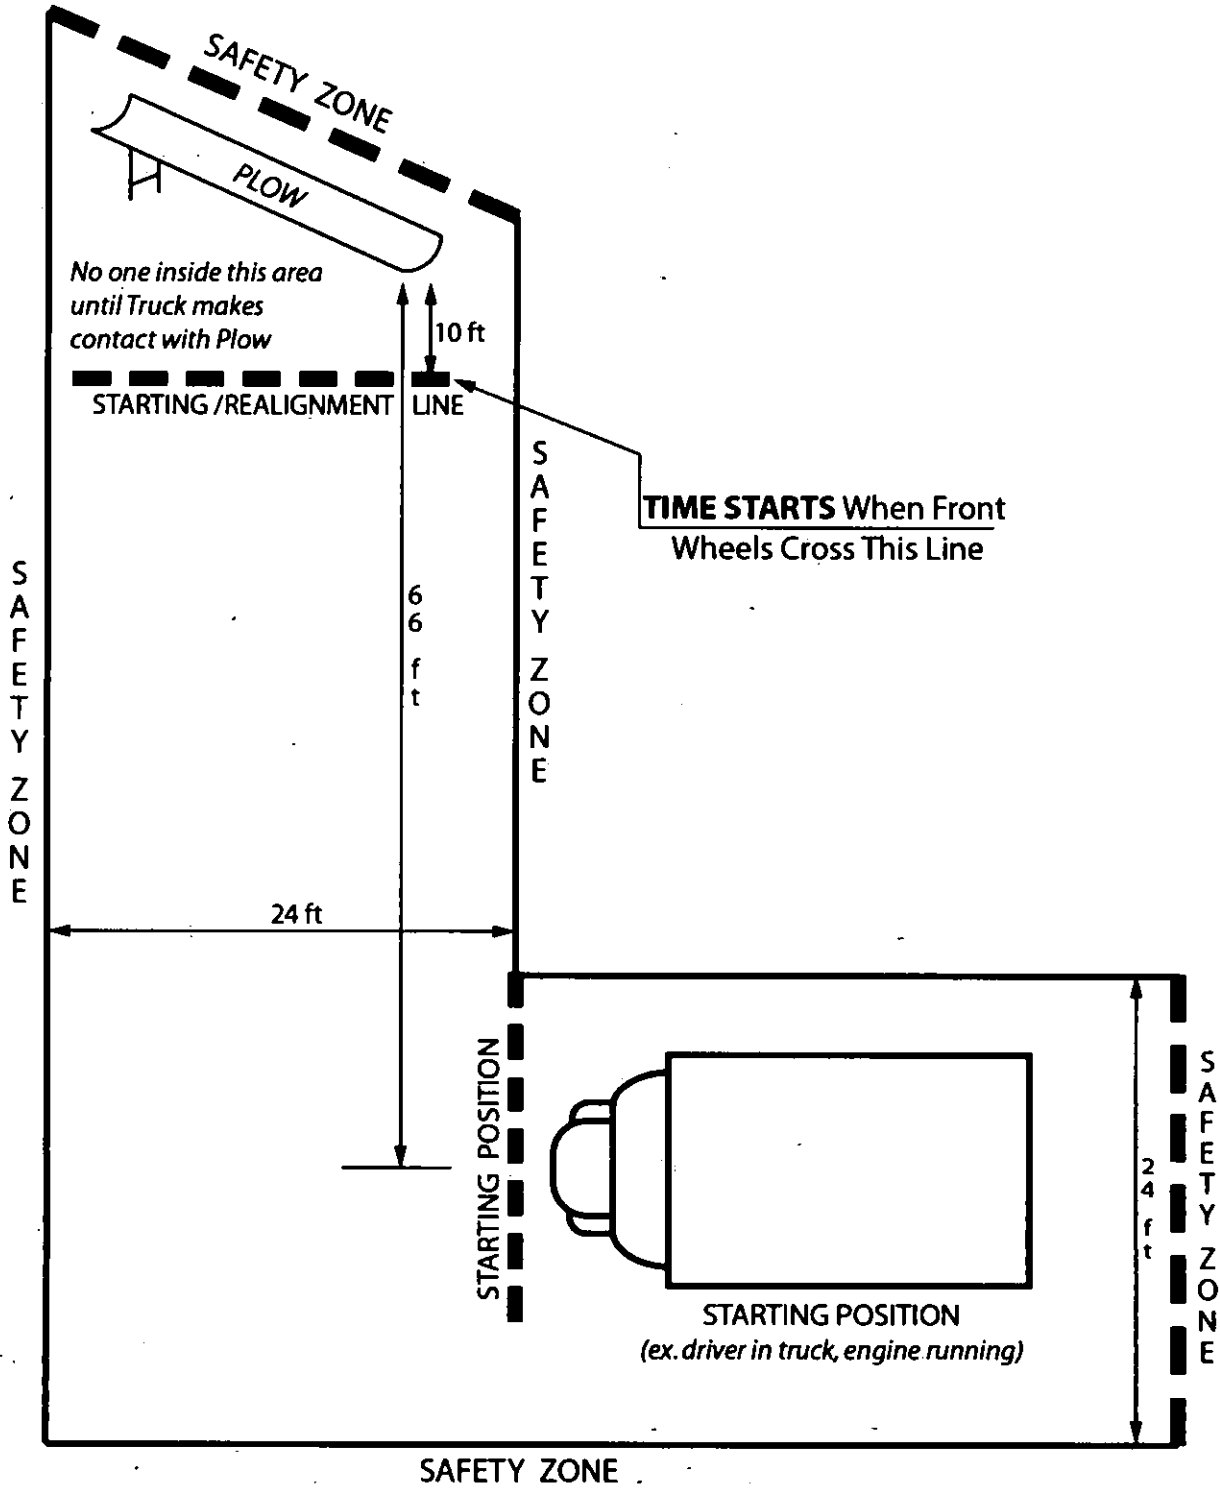 SAFETY ZONE
PLOW
No one inside this area
until Truck makes
contact with Plow
10 ft
STARTING/REALIGNMENT LINE
TIME STARTS When Front
Wheels Cross This Line
SAFETY ZONE
SAFETY ZONE
66 ft
24 ft
STARTING POSITION
24 ft
SAFETY ZONE
STARTING POSITION
(ex. driver in truck, engine running)
SAFETY ZONE